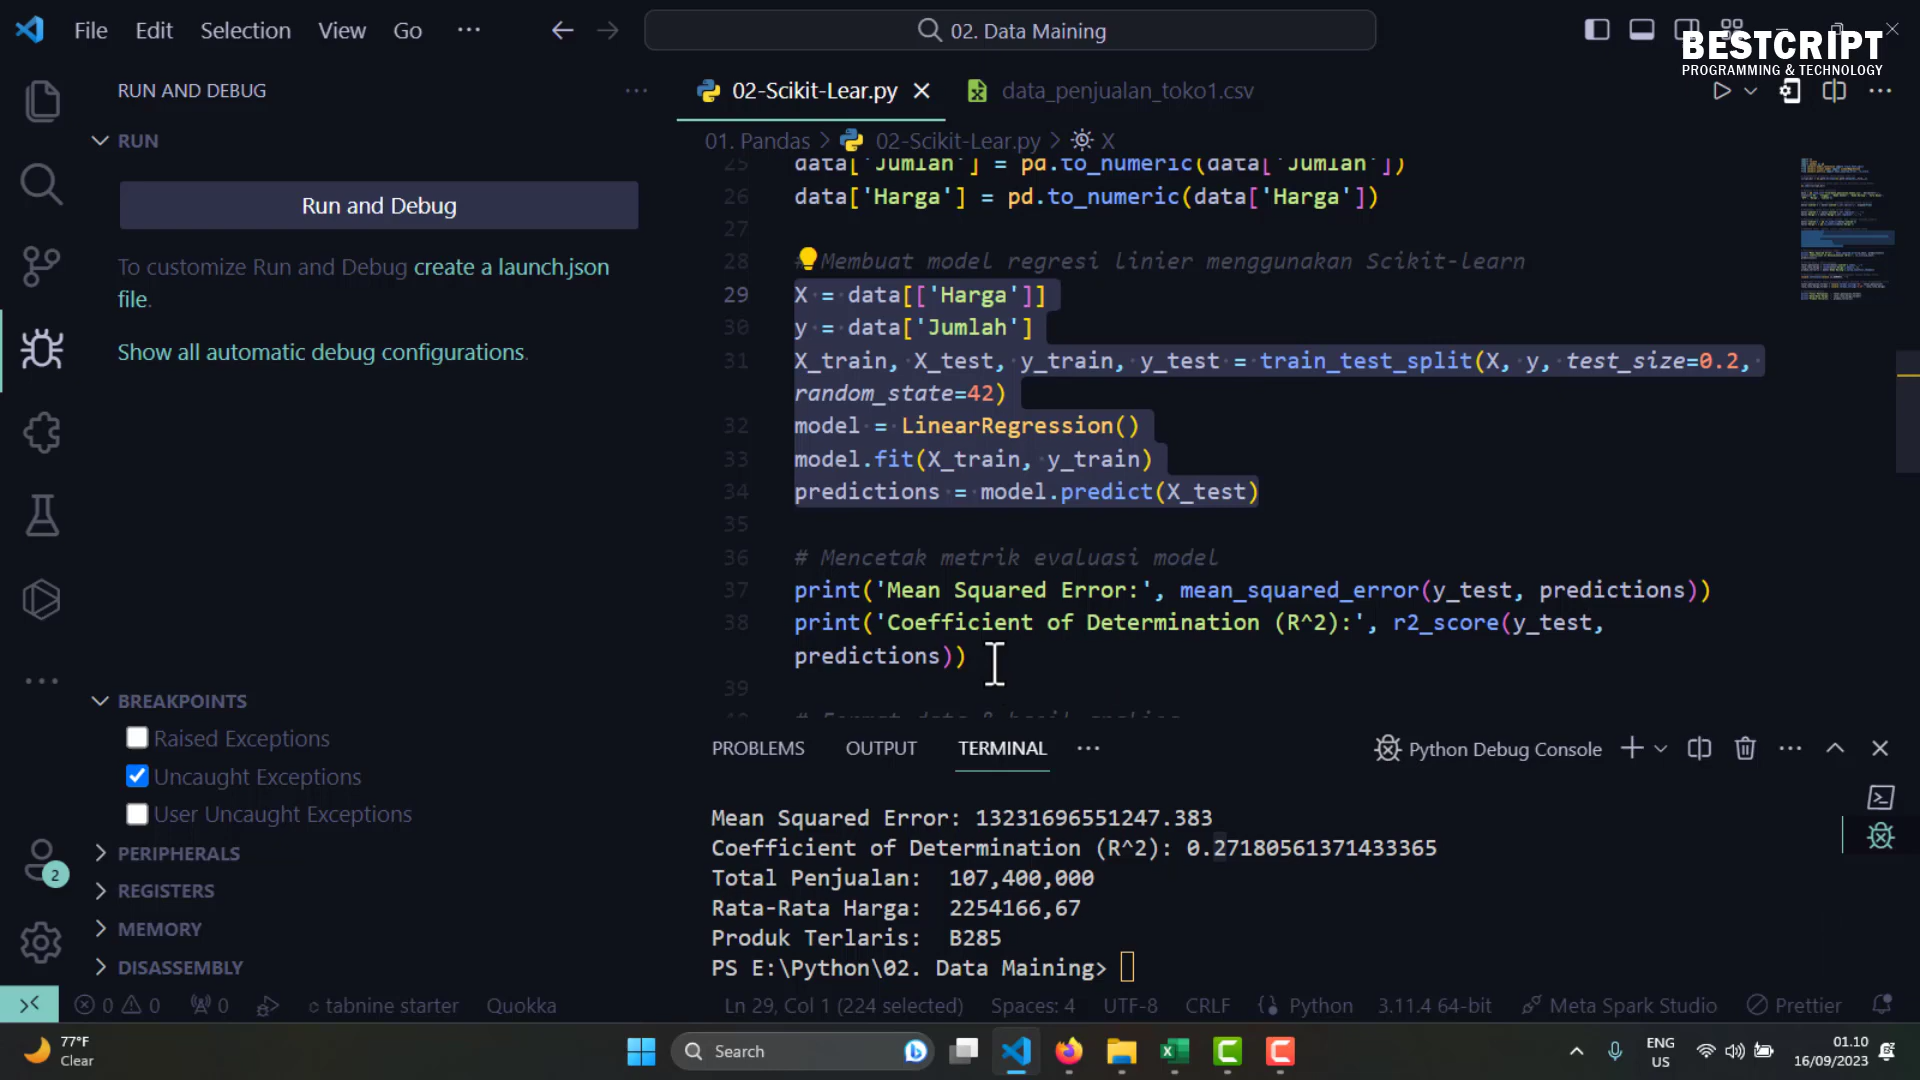 File Edit Selection View Go ···
02. Data Maining
BESTCRIPT
PROGRAMMING & TECHNOLOGY
RUN AND DEBUG
RUN
Run and Debug
To customize Run and Debug create a launch.json
file.
Show all automatic debug configurations.
BREAKPOINTS
Raised Exceptions
Uncaught Exceptions
User Uncaught Exceptions
PERIPHERALS
REGISTERS
MEMORY
DISASSEMBLY
2
02-Scikit-Lear.py
data_penjualan_toko1.csv
01. Pandas > 02-Scikit-Lear.py > X
25 data['Jumlah'] = pd.to_numeric(data['Jumlah'])
26 data['Harga'] = pd.to_numeric(data['Harga'])
27
28 # Membuat model regresi linier menggunakan Scikit-learn
29 X = data[['Harga']]
30 y = data['Jumlah']
31 X_train, X_test, y_train, y_test = train_test_split(X, y, test_size=0.2,
random_state=42)
32 model = LinearRegression()
33 model.fit(X_train, y_train)
34 predictions = model.predict(X_test)
35
36 # Mencetak metrik evaluasi model
37 print('Mean Squared Error:', mean_squared_error(y_test, predictions))
38 print('Coefficient of Determination (R^2):', r2_score(y_test,
predictions))
39
PROBLEMS OUTPUT TERMINAL ···
Python Debug Console
Mean Squared Error: 13231696551247.383
Coefficient of Determination (R^2): 0.27180561371433365
Total Penjualan: 107,400,000
Rata-Rata Harga: 2254166,67
Produk Terlaris: B285
PS E:\Python\02. Data Maining>
0 0 0 tabnine starter Quokka
Ln 29, Col 1 (224 selected) Spaces: 4 UTF-8 CRLF Python 3.11.4 64-bit Meta Spark Studio Prettier
77°F
Clear
Search
ENG
US
01.10
16/09/2023